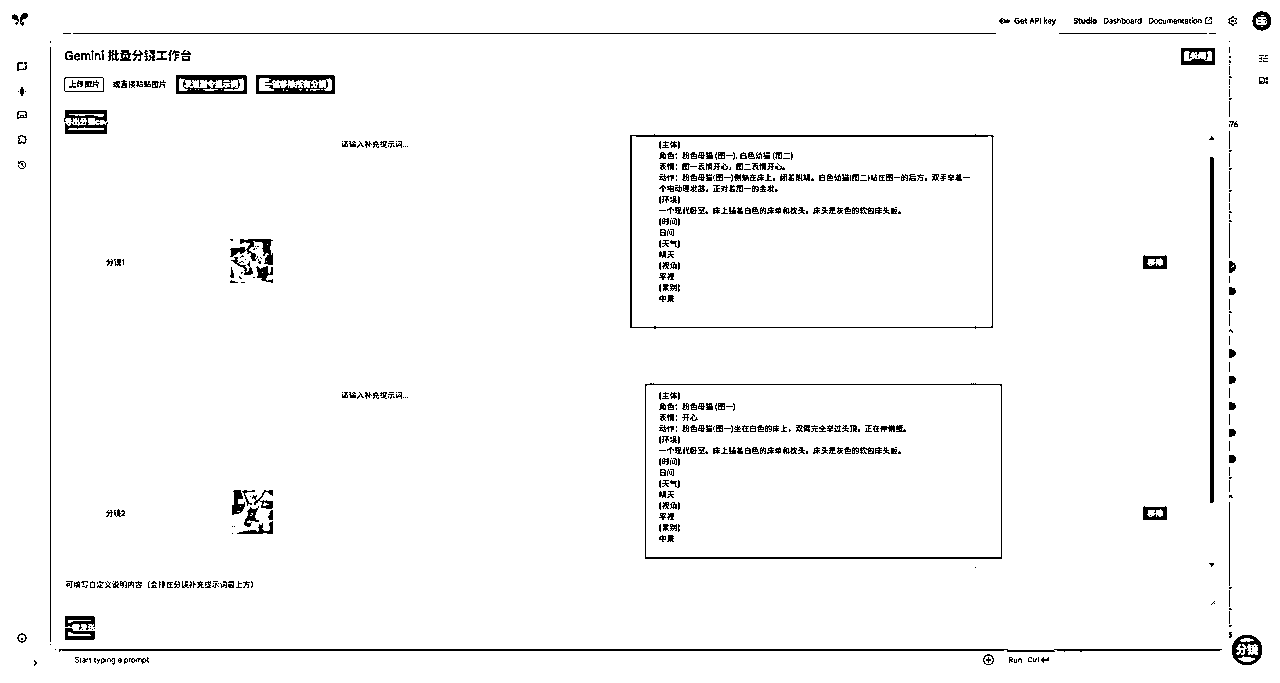 Get API key Studio Dashboard Documentation
Gemini 批量分镜工作台
【关闭】
上传图片 或直接粘贴图片
导出分镜csv
请输入补充提示词...
[主体]
角色：粉色母猫(图一)，白色幼猫(图二)
表情：图一表情开心，图二表情开心。
动作：粉色母猫(图一)侧躺在床上，闭着眼睛。白色幼猫(图二)站在图一的后方，双手拿着一
个电动理发器，正对着图一的头发。
[环境]
一个现代卧室。床上铺着白色的床单和枕头。床头是灰色的软包床头板。
[时间]
日间
[天气]
晴天
[视角]
平视
[景别]
中景
分镜1
移除
请输入补充提示词...
[主体]
角色：粉色母猫(图一)
表情：开心
动作：粉色母猫(图一)坐在白色的床上，双臂完全举过头顶，正在伸懒腰。
[环境]
一个现代卧室。床上铺着白色的床单和枕头。床头是灰色的软包床头板。
[时间]
日间
[天气]
晴天
[视角]
平视
[景别]
中景
分镜2
移除
可填写自定义说明内容（会排在分镜补充提示词最上方）
Start typing a prompt
Run Ctrl
分镜